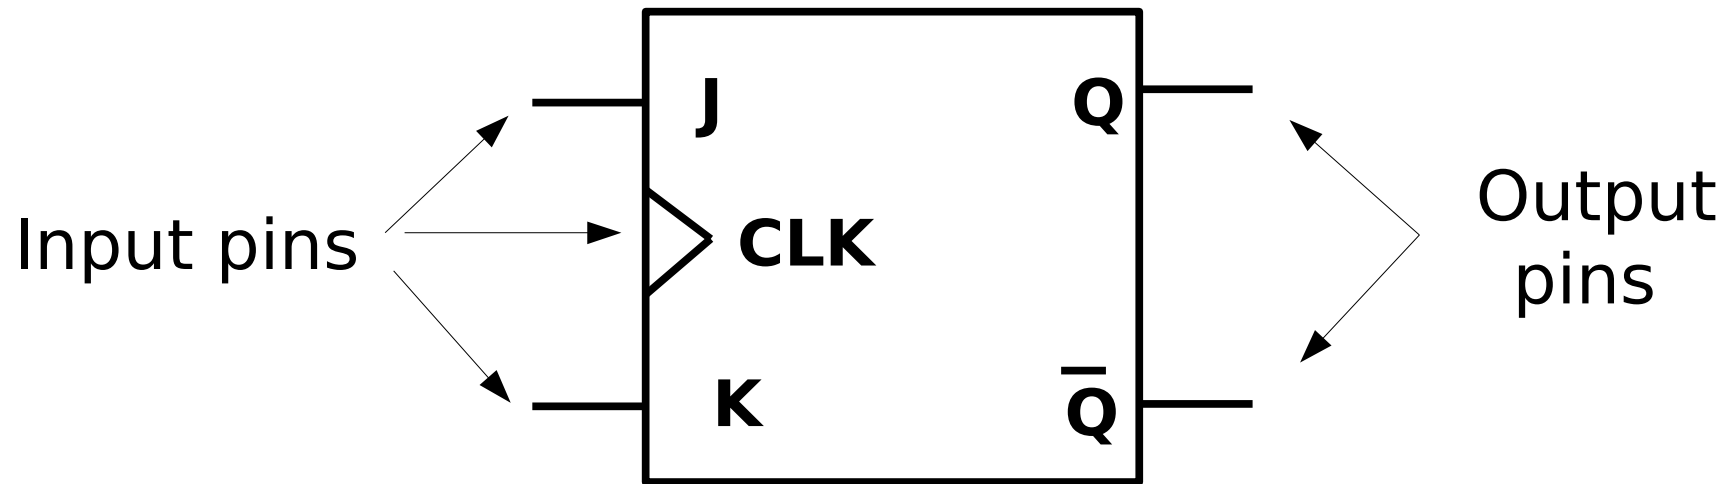 J
Q
Input pins
CLK
Output
pins
K
Q̅